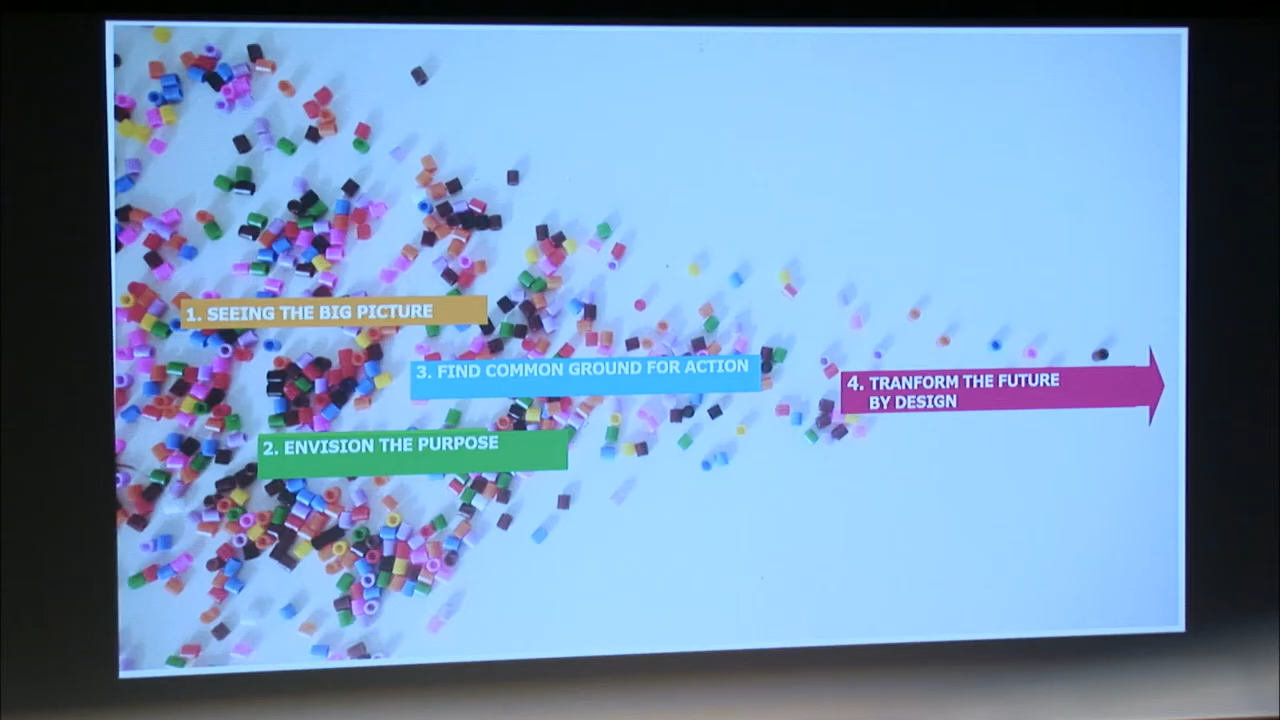 1. SEEING THE BIG PICTURE
3. FIND COMMON GROUND FOR ACTION
4. TRANFORM THE FUTURE
BY DESIGN
2. ENVISION THE PURPOSE